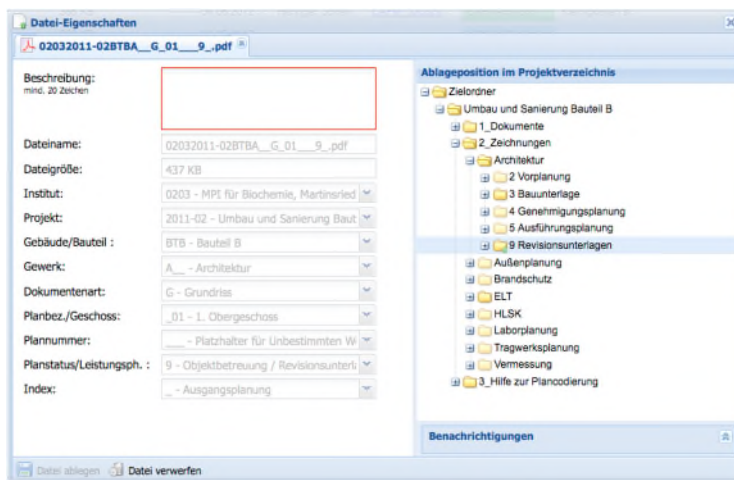 Datei-Eigenschaften
02032011-02BTBA__G_01___9_.pdf
Beschreibung:
mind. 20 Zeichen
Dateiname: 02032011-02BTBA__G_01___9_.pdf
Dateigröße: 437 KB
Institut: 0203 - MPI für Biochemie, Martinsried
Projekt: 2011-02 - Umbau und Sanierung Baut
Gebäude/Bauteil : BTB - Bauteil B
Gewerk: A__ - Architektur
Dokumentenart: G - Grundriss
Planbez./Geschoss: _01 - 1. Obergeschoss
Plannummer: ___ - Platzhalter für Unbestimmten W
Planstatus/Leistungsph. : 9 - Objektbetreuung / Revisionsunterl
Index: _ - Ausgangsplanung
Ablageposition im Projektverzeichnis
Zielordner
Umbau und Sanierung Bauteil B
1_Dokumente
2_Zeichnungen
Architektur
2 Vorplanung
3 Bauunterlage
4 Genehmigungsplanung
5 Ausführungsplanung
9 Revisionsunterlagen
Außenplanung
Brandschutz
ELT
HLSK
Laborplanung
Tragwerksplanung
Vermessung
3_Hilfe zur Plancodierung
Benachrichtigungen
Datei ablegen Datei verwerfen